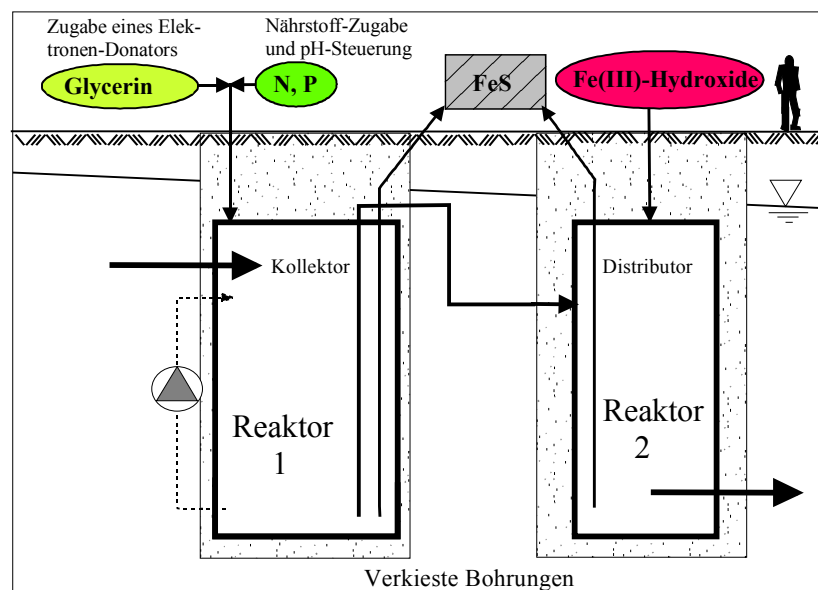 Zugabe eines Elek-
tronen-Donators
Nährstoff-Zugabe
und pH-Steuerung
Glycerin
N, P
FeS
Fe(III)-Hydroxide
Kollektor
Distributor
Reaktor
1
Reaktor
2
Verkieste Bohrungen